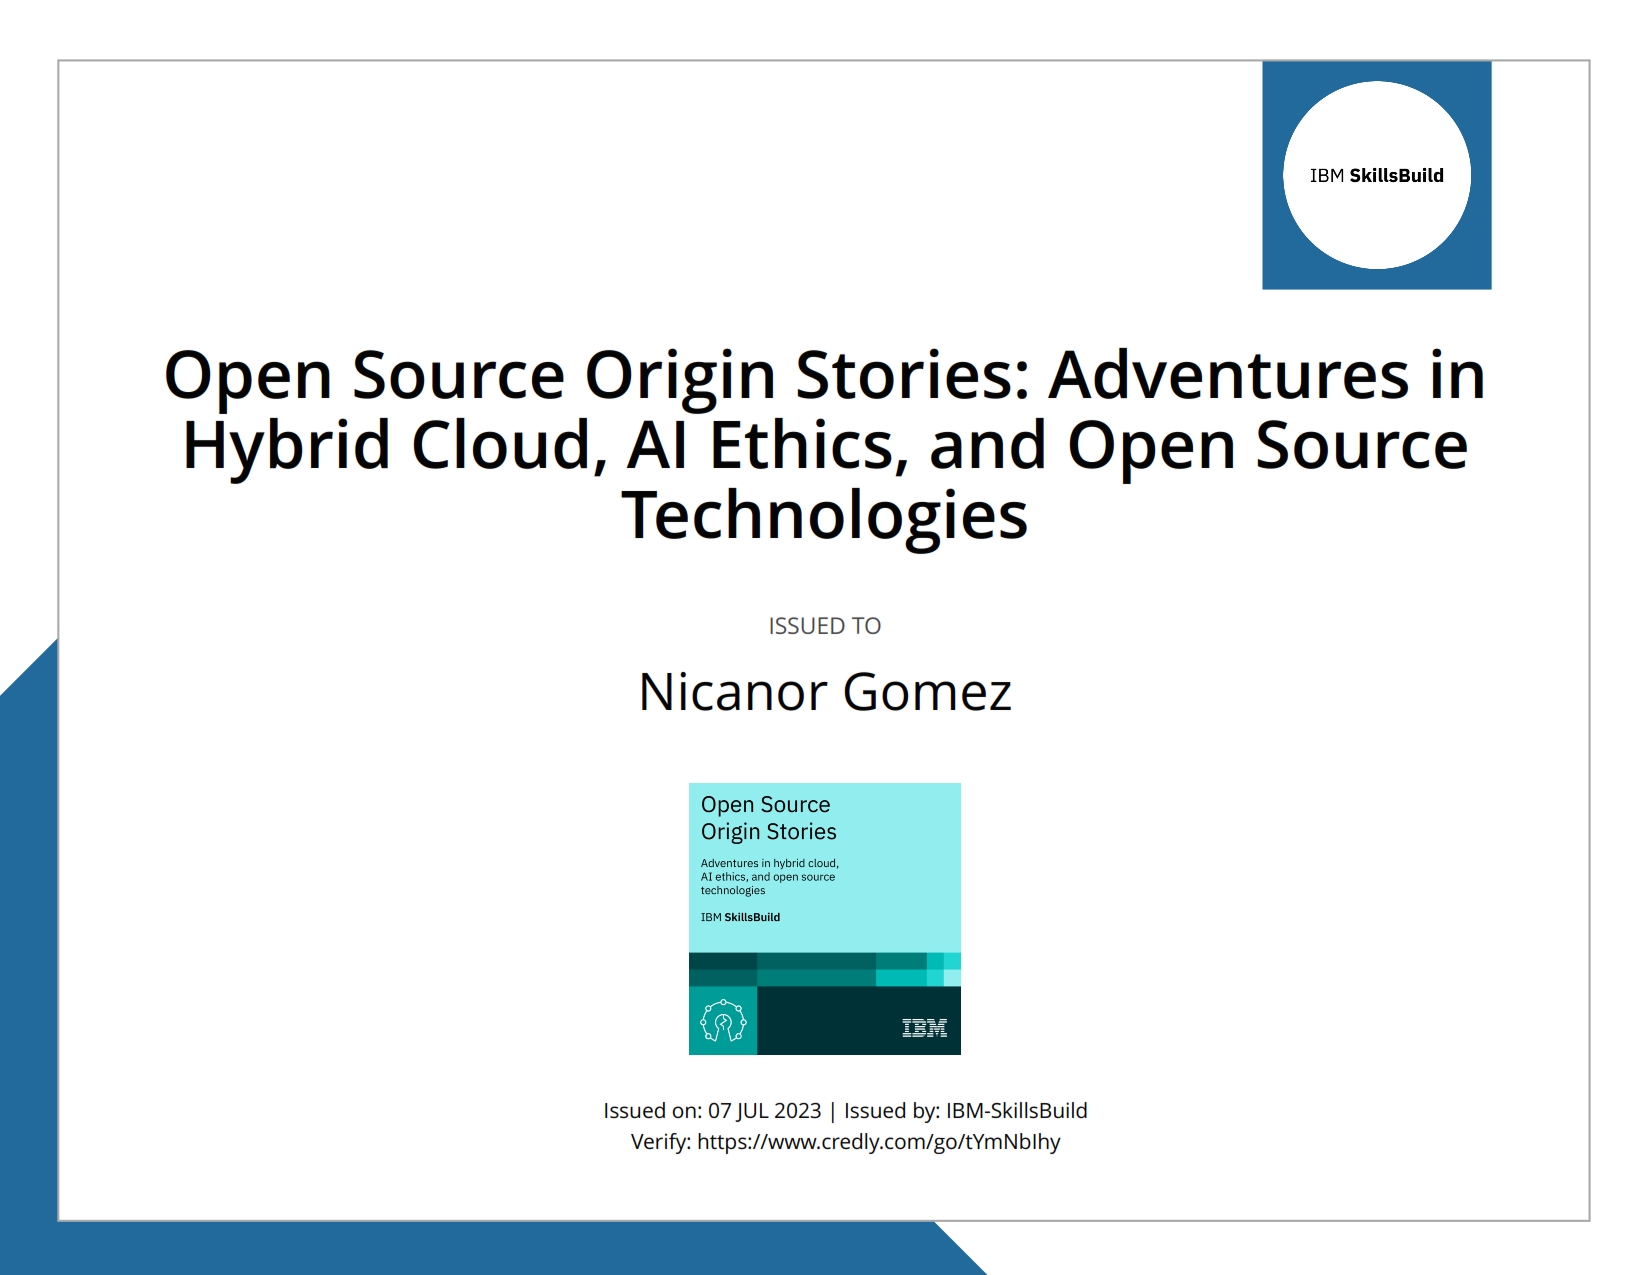 IBM SkillsBuild
Open Source Origin Stories: Adventures in
Hybrid Cloud, AI Ethics, and Open Source
Technologies
ISSUED TO
Nicanor Gomez
Open Source
Origin Stories
Adventures in hybrid cloud,
AI ethics, and open source
technologies
IBM SkillsBuild
IBM
Issued on: 07 JUL 2023 | Issued by: IBM-SkillsBuild
Verify: https://www.credly.com/go/tYmNbIhy